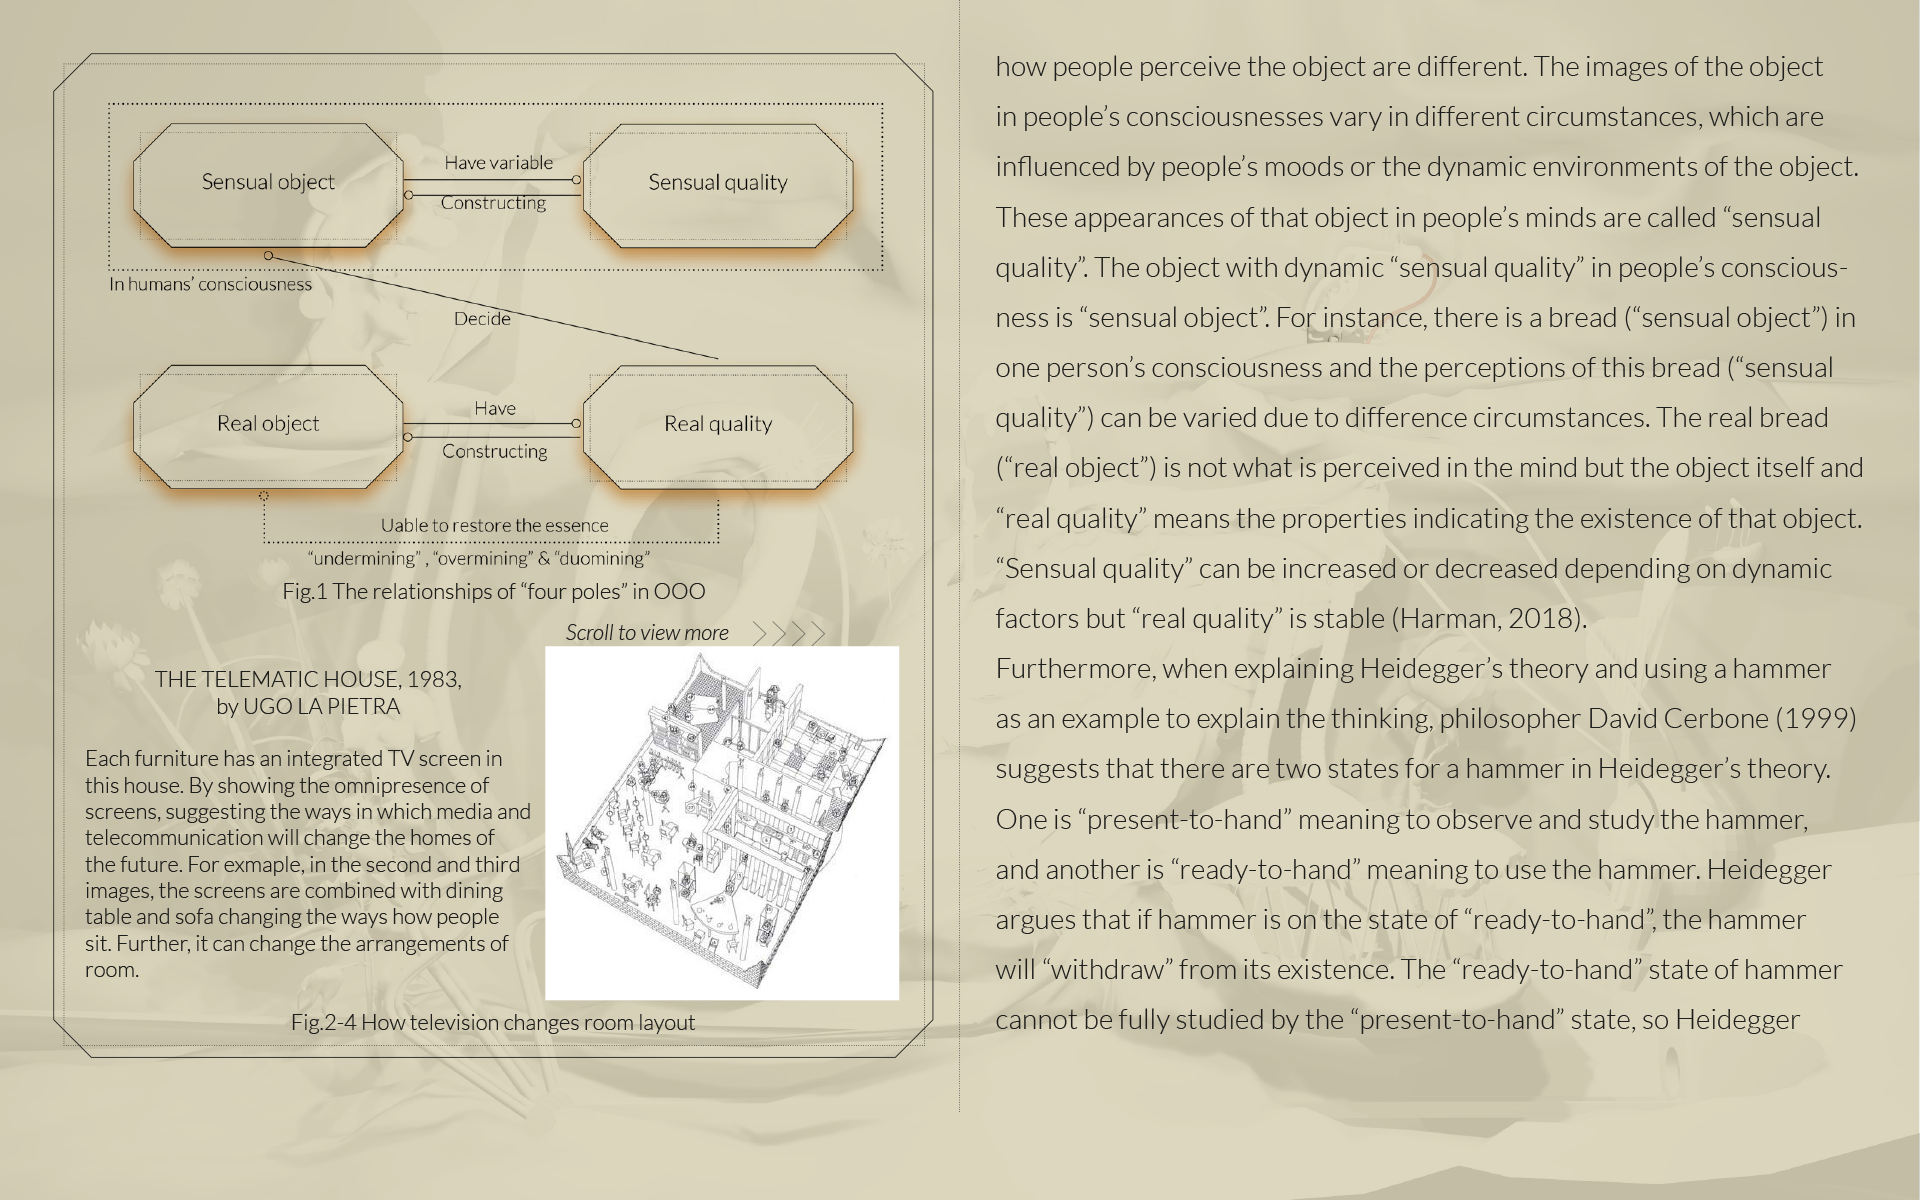 Sensual object
Have variable
Constructing
Sensual quality
In humans’ consciousness
Decide
Real object
Have
Constructing
Real quality
Uable to restore the essence
“undermining” , “overmining” & “duomining”
Fig.1 The relationships of “four poles” in OOO
Scroll to view more
THE TELEMATIC HOUSE, 1983,
by UGO LA PIETRA
Each furniture has an integrated TV screen in
this house. By showing the omnipresence of
screens, suggesting the ways in which media and
telecommunication will change the homes of
the future. For exmaple, in the second and third
images, the screens are combined with dining
table and sofa changing the ways how people
sit. Further, it can change the arrangements of
room.
Fig.2-4 How television changes room layout
how people perceive the object are different. The images of the object
in people’s consciousnesses vary in different circumstances, which are
influenced by people’s moods or the dynamic environments of the object.
These appearances of that object in people’s minds are called “sensual
quality”. The object with dynamic “sensual quality” in people’s conscious-
ness is “sensual object”. For instance, there is a bread (“sensual object”) in
one person’s consciousness and the perceptions of this bread (“sensual
quality”) can be varied due to difference circumstances. The real bread
(“real object”) is not what is perceived in the mind but the object itself and
“real quality” means the properties indicating the existence of that object.
“Sensual quality” can be increased or decreased depending on dynamic
factors but “real quality” is stable (Harman, 2018).
Furthermore, when explaining Heidegger’s theory and using a hammer
as an example to explain the thinking, philosopher David Cerbone (1999)
suggests that there are two states for a hammer in Heidegger’s theory.
One is “present-to-hand” meaning to observe and study the hammer,
and another is “ready-to-hand” meaning to use the hammer. Heidegger
argues that if hammer is on the state of “ready-to-hand”, the hammer
will “withdraw” from its existence. The “ready-to-hand” state of hammer
cannot be fully studied by the “present-to-hand” state, so Heidegger